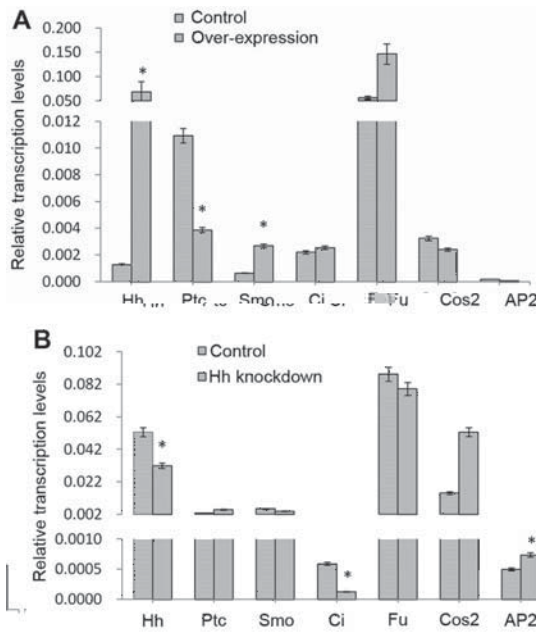 A
Control
Over-expression
Relative transcription levels
0.200
0.150
0.100
0.050
0.012
0.010
0.008
0.006
0.004
0.002
0.000
*
*
*
Hh Ptc Smo Ci Fu Cos2 AP2
B
Control
Hh knockdown
Relative transcription levels
0.102
0.082
0.062
0.042
0.022
0.002
0.0010
0.0005
0.0000
*
*
*
Hh Ptc Smo Ci Fu Cos2 AP2